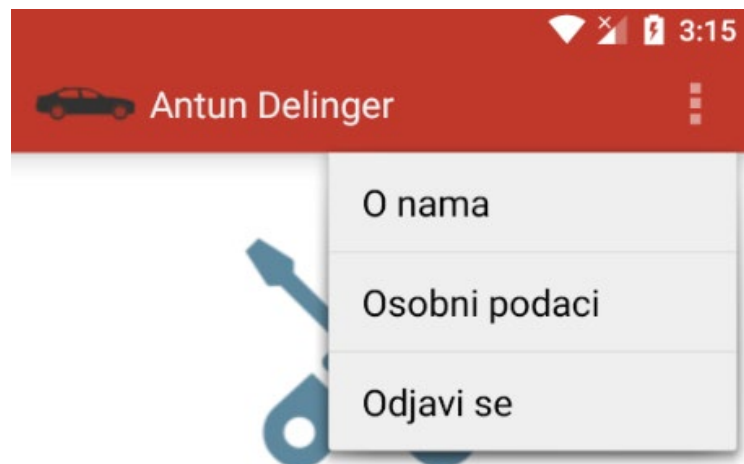 3:15
Antun Delinger
O nama
Osobni podaci
Odjavi se